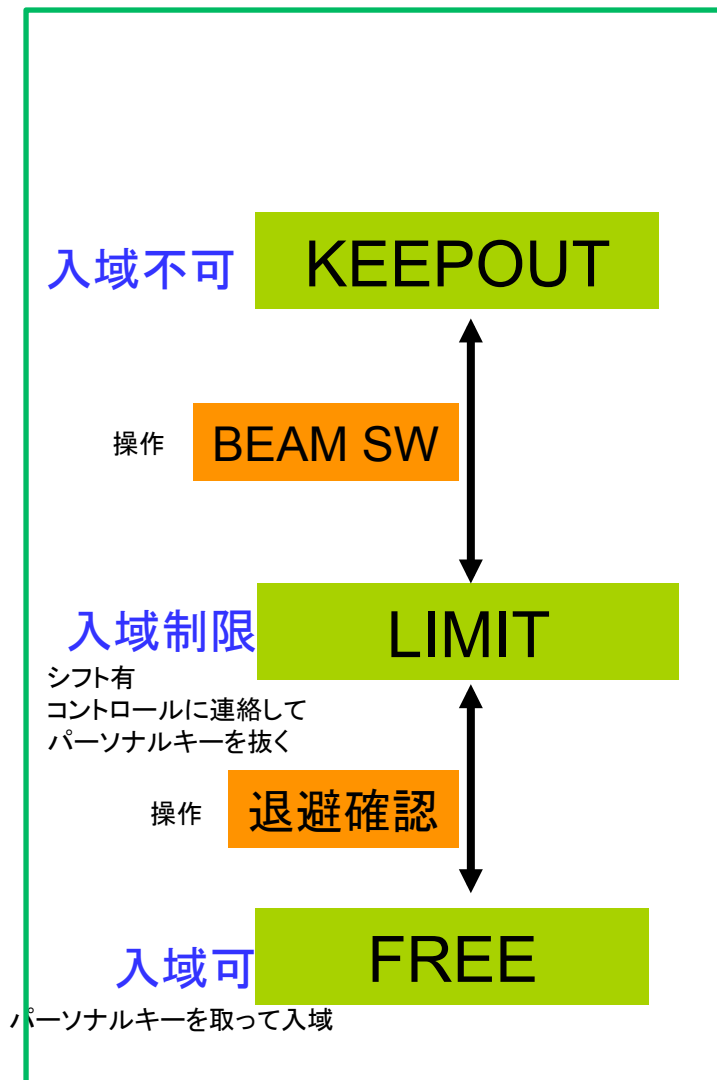 入域不可
KEEPOUT
操作
BEAM SW
入域制限
LIMIT
シフト有
コントロールに連絡して
パーソナルキーを抜く
操作
退避確認
入域可
FREE
パーソナルキーを取って入域